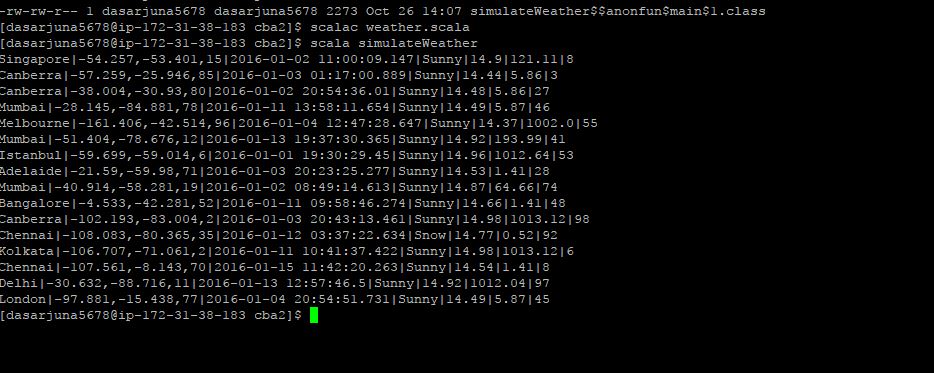 -rw-rw-r-- 1 dasarjuna5678 dasarjuna5678 2273 Oct 26 14:07 simulateWeather$$anonfun$main$1.class
[dasarjuna5678@ip-172-31-38-183 cba2]$ scalac weather.scala
[dasarjuna5678@ip-172-31-38-183 cba2]$ scala simulateWeather
Singapore|-54.257,-53.401,15|2016-01-02 11:00:09.147|Sunny|14.9|121.11|8
Canberra|-57.259,-25.946,85|2016-01-03 01:17:00.889|Sunny|14.44|5.86|3
Canberra|-38.004,-30.93,80|2016-01-02 20:54:36.01|Sunny|14.48|5.86|27
Mumbai|-28.145,-84.881,78|2016-01-11 13:58:11.654|Sunny|14.49|5.87|46
Melbourne|-161.406,-42.514,96|2016-01-04 12:47:28.647|Sunny|14.37|1002.0|55
Mumbai|-51.404,-78.676,12|2016-01-13 19:37:30.365|Sunny|14.92|193.99|41
Istanbul|-59.699,-59.014,6|2016-01-01 19:30:29.45|Sunny|14.96|1012.64|53
Adelaide|-21.59,-59.98,71|2016-01-03 20:23:25.277|Sunny|14.53|1.41|28
Mumbai|-40.914,-58.281,19|2016-01-02 08:49:14.613|Sunny|14.87|64.66|74
Bangalore|-4.533,-42.281,52|2016-01-11 09:58:46.274|Sunny|14.66|1.41|48
Canberra|-102.193,-83.004,2|2016-01-03 20:43:13.461|Sunny|14.98|1013.12|98
Chennai|-108.083,-80.365,35|2016-01-12 03:37:22.634|Snow|14.77|0.52|92
Kolkata|-106.707,-71.061,2|2016-01-11 10:41:37.422|Sunny|14.98|1013.12|6
Chennai|-107.561,-8.143,70|2016-01-15 11:42:20.263|Sunny|14.54|1.41|8
Delhi|-30.632,-88.716,11|2016-01-13 12:57:46.5|Sunny|14.92|1012.04|97
London|-97.881,-15.438,77|2016-01-04 20:54:51.731|Sunny|14.49|5.87|45
[dasarjuna5678@ip-172-31-38-183 cba2]$